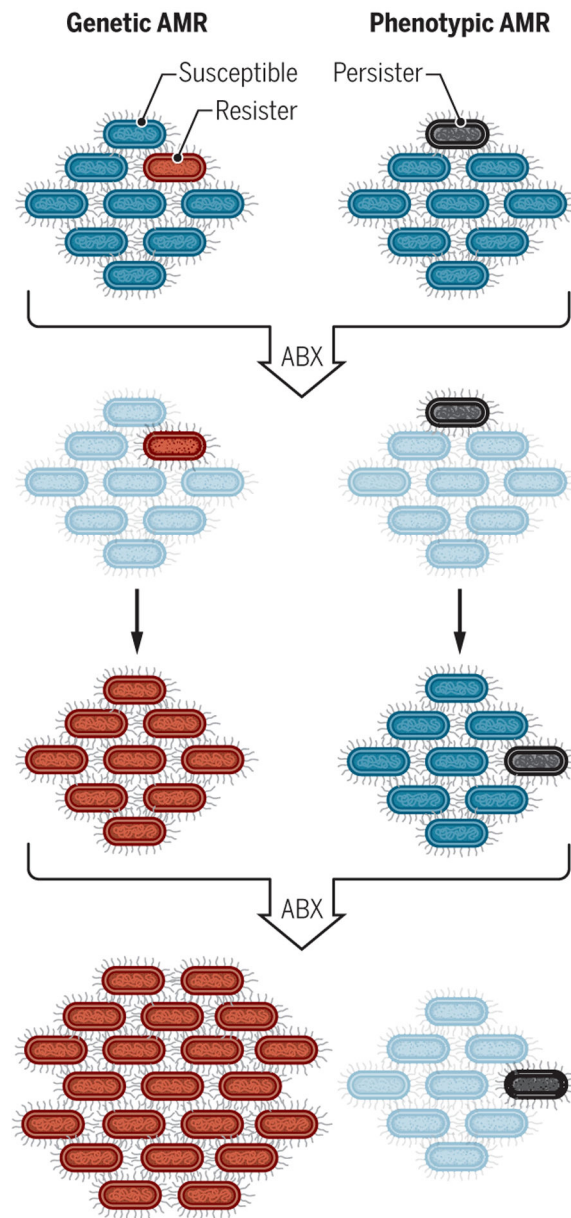 Genetic AMR
Phenotypic AMR
Susceptible
Resister
Persister
ABX
ABX